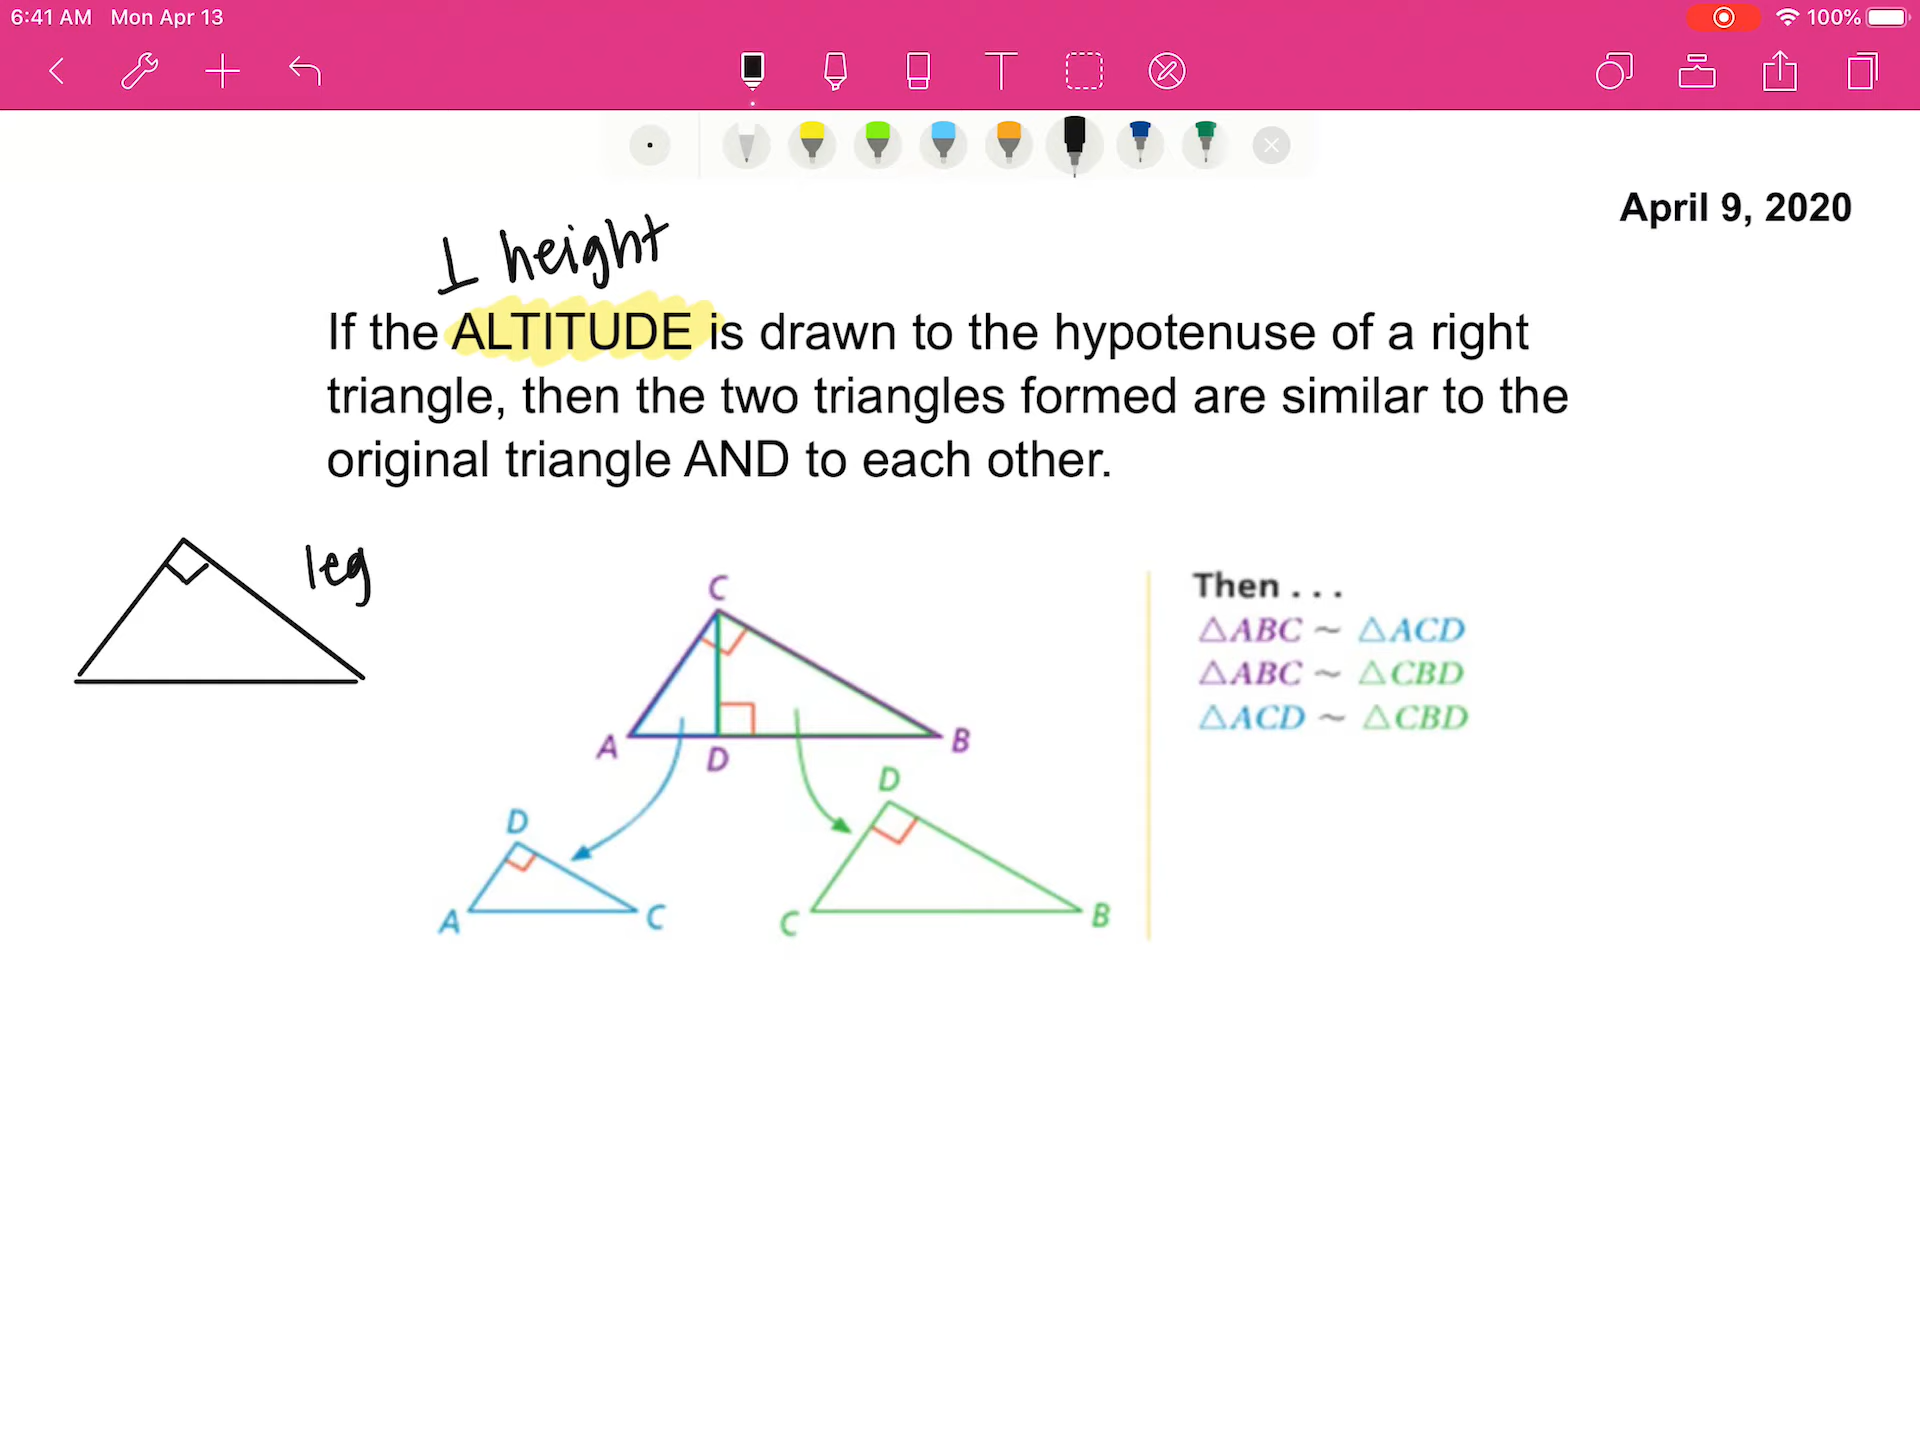 6:41 AM Mon Apr 13
100%
April 9, 2020
⊥ height
If the ALTITUDE is drawn to the hypotenuse of a right
triangle, then the two triangles formed are similar to the
original triangle AND to each other.
leg
C
A
D
B
D
A
C
D
C
B
Then . . .
△ABC ~ △ACD
△ABC ~ △CBD
△ACD ~ △CBD